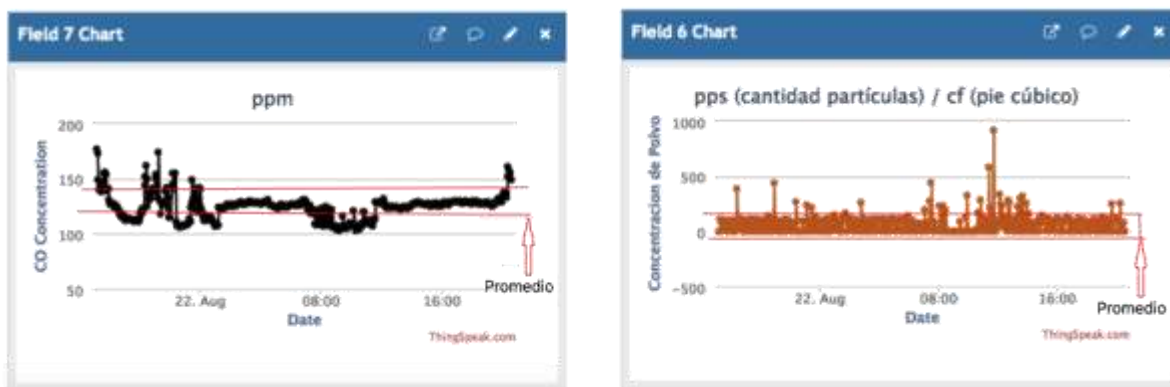 Field 7 Chart
ppm
200
150
100
50
CO Concentration
22. Aug
08:00
16:00
Date
Promedio
ThingSpeak.com
Field 6 Chart
pps (cantidad partículas) / cf (pie cúbico)
1000
500
0
-500
Concentracion de Polvo
22. Aug
08:00
16:00
Date
Promedio
ThingSpeak.com